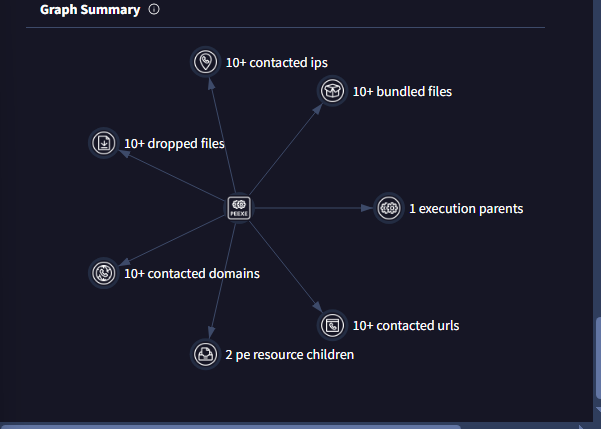 Graph Summary
10+ contacted ips
10+ bundled files
10+ dropped files
PEEXE
1 execution parents
10+ contacted domains
10+ contacted urls
2 pe resource children